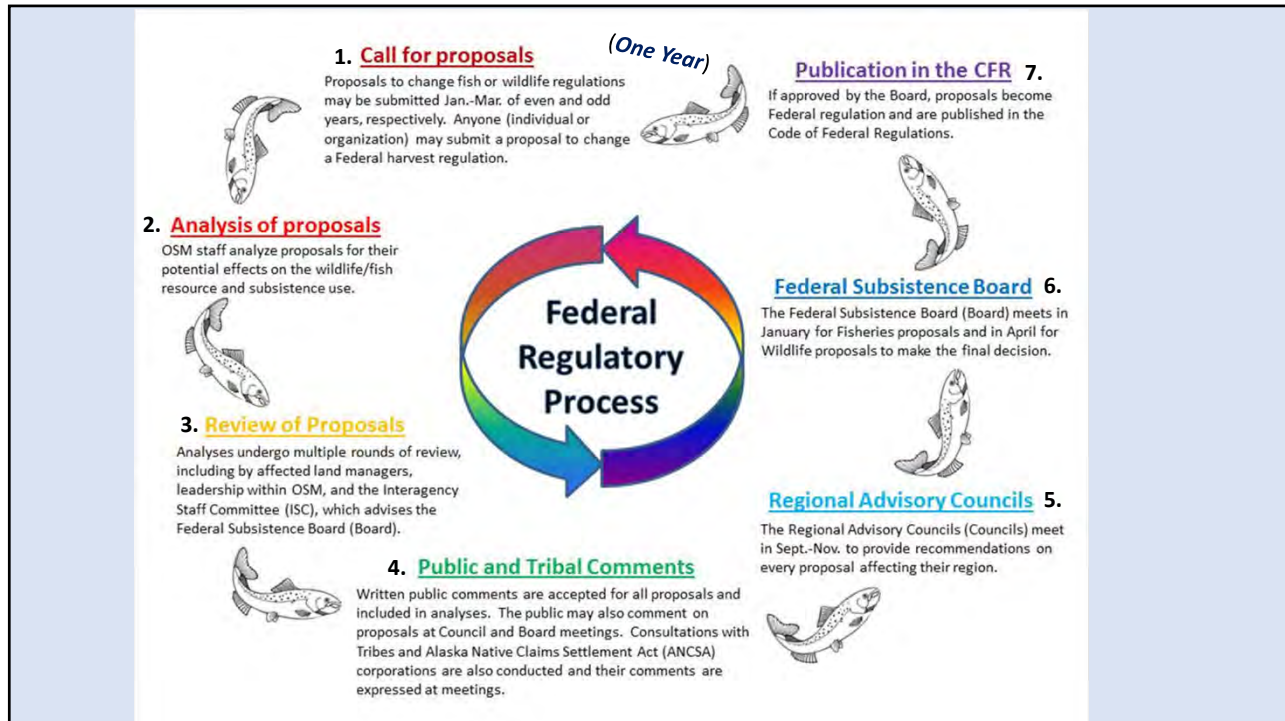 1. Call for proposals
Proposals to change fish or wildlife regulations
may be submitted Jan.-Mar. of even and odd
years, respectively. Anyone (individual or
organization) may submit a proposal to change
a Federal harvest regulation.
(One Year)
2. Analysis of proposals
OSM staff analyze proposals for their
potential effects on the wildlife/fish
resource and subsistence use.
3. Review of Proposals
Analyses undergo multiple rounds of review,
including by affected land managers,
leadership within OSM, and the Interagency
Staff Committee (ISC), which advises the
Federal Subsistence Board (Board).
4. Public and Tribal Comments
Written public comments are accepted for all proposals and
included in analyses. The public may also comment on
proposals at Council and Board meetings. Consultations with
Tribes and Alaska Native Claims Settlement Act (ANCSA)
corporations are also conducted and their comments are
expressed at meetings.
Regional Advisory Councils 5.
The Regional Advisory Councils (Councils) meet
in Sept.-Nov. to provide recommendations on
every proposal affecting their region.
Federal Subsistence Board 6.
The Federal Subsistence Board (Board) meets in
January for Fisheries proposals and in April for
Wildlife proposals to make the final decision.
Publication in the CFR 7.
If approved by the Board, proposals become
Federal regulation and are published in the
Code of Federal Regulations.
Federal
Regulatory
Process